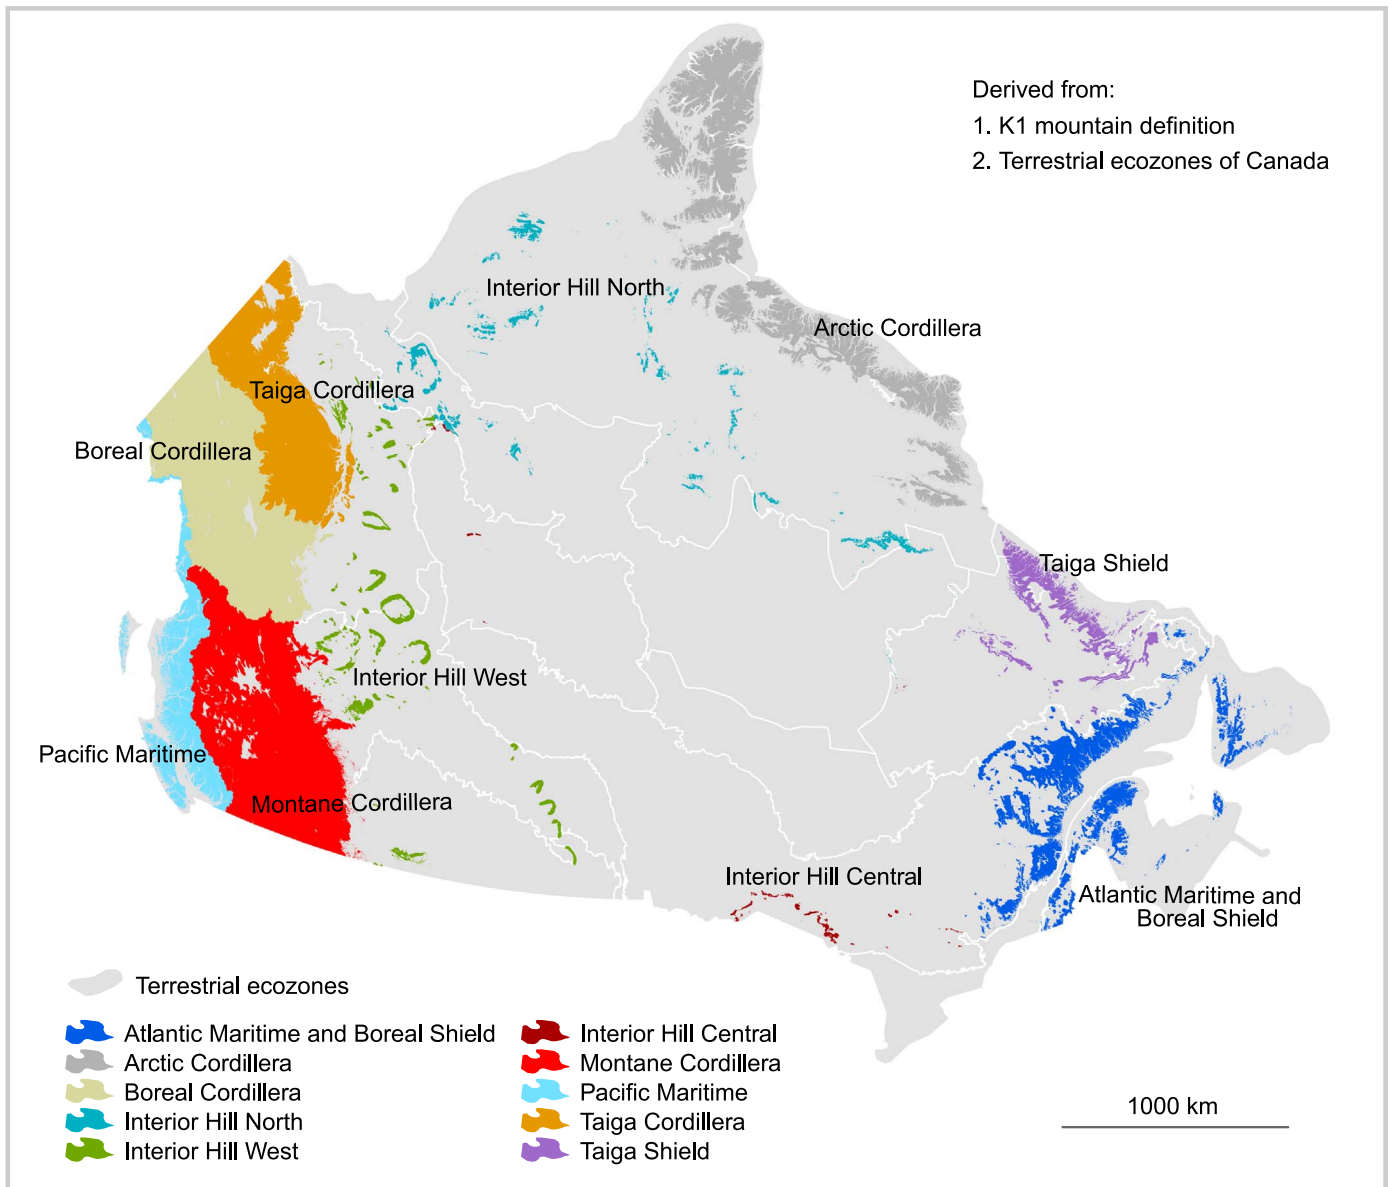 Derived from:
1. K1 mountain definition
2. Terrestrial ecozones of Canada
Interior Hill North
Arctic Cordillera
Taiga Cordillera
Boreal Cordillera
Taiga Shield
Interior Hill West
Pacific Maritime
Montane Cordillera
Interior Hill Central
Atlantic Maritime and
Boreal Shield
Terrestrial ecozones
Atlantic Maritime and Boreal Shield
Arctic Cordillera
Boreal Cordillera
Interior Hill North
Interior Hill West
Interior Hill Central
Montane Cordillera
Pacific Maritime
Taiga Cordillera
Taiga Shield
1000 km